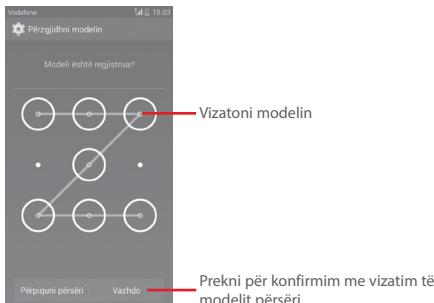 Vodafone 15.03
Përzgjidhni modelin
Modeli është regjistruar!
Vizatoni modelin
Përpiquni përsëri Vazhdo
Prekni për konfirmim me vizatim të
modelit përsëri